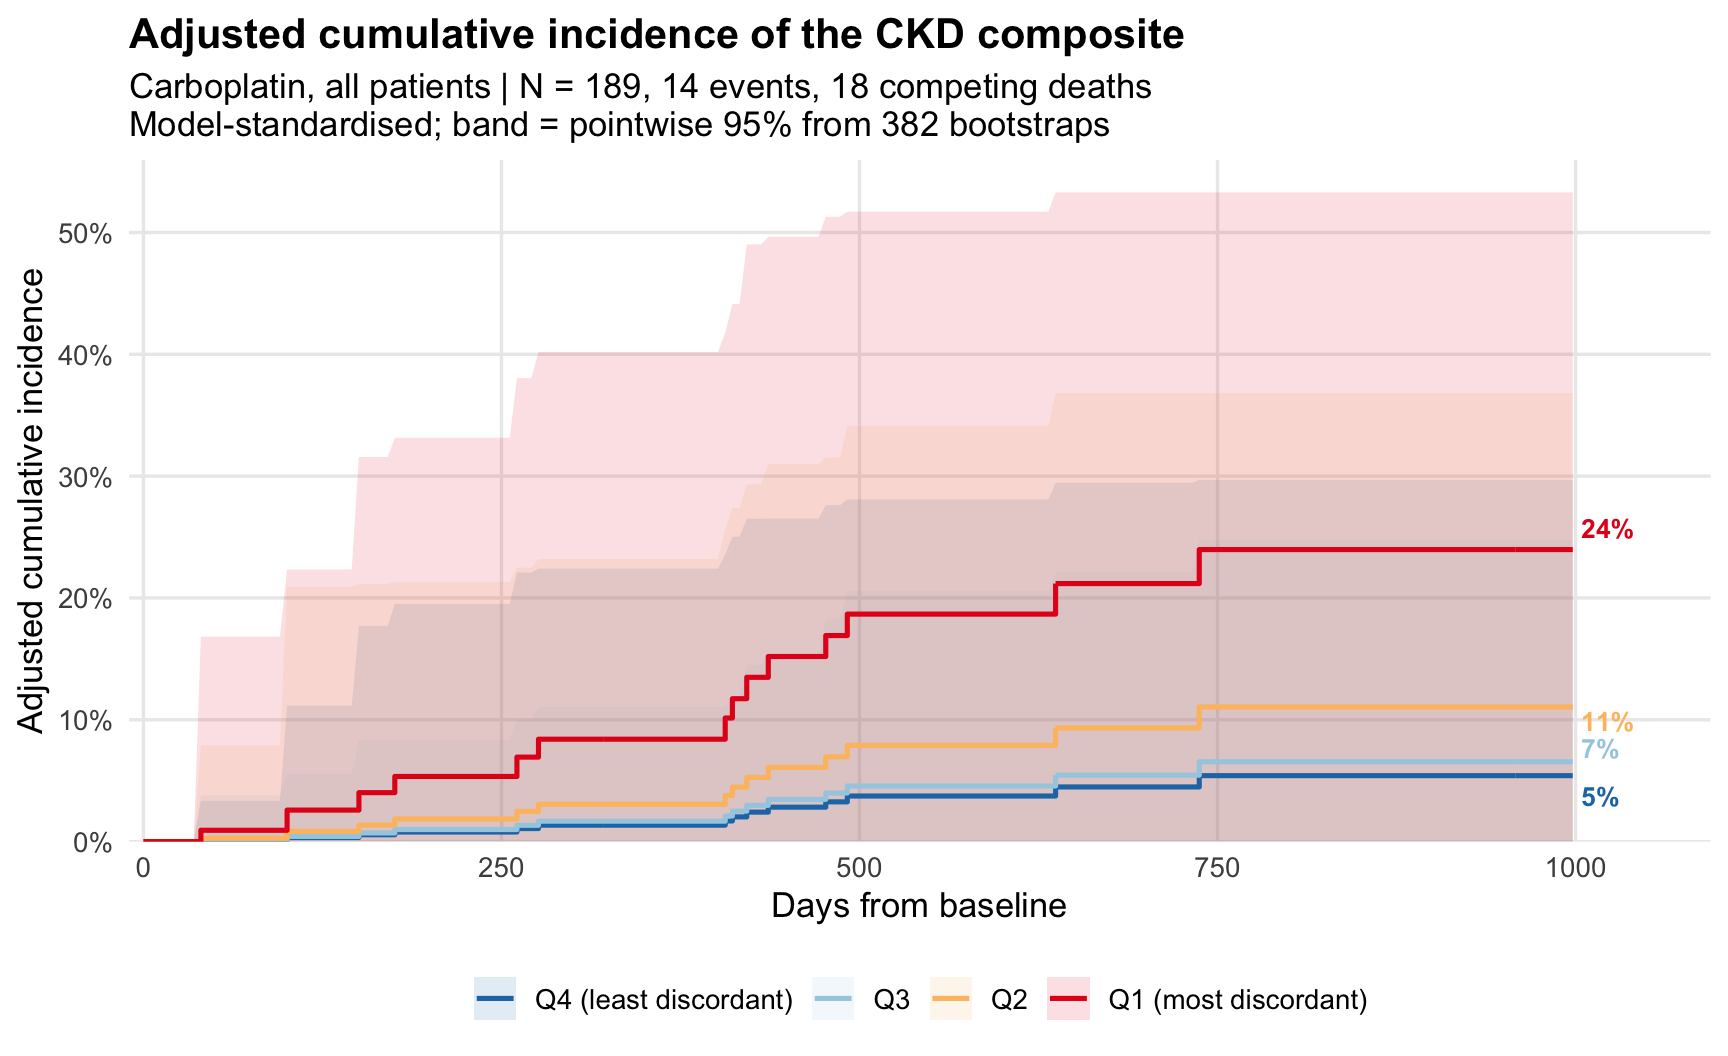 Adjusted cumulative incidence of the CKD composite
Carboplatin, all patients | N = 189, 14 events, 18 competing deaths
Model-standardised; band = pointwise 95% from 382 bootstraps
Adjusted cumulative incidence
50%
40%
30%
20%
10%
0%
24%
11%
7%
5%
0 250 500 750 1000
Days from baseline
Q4 (least discordant) Q3 Q2 Q1 (most discordant)